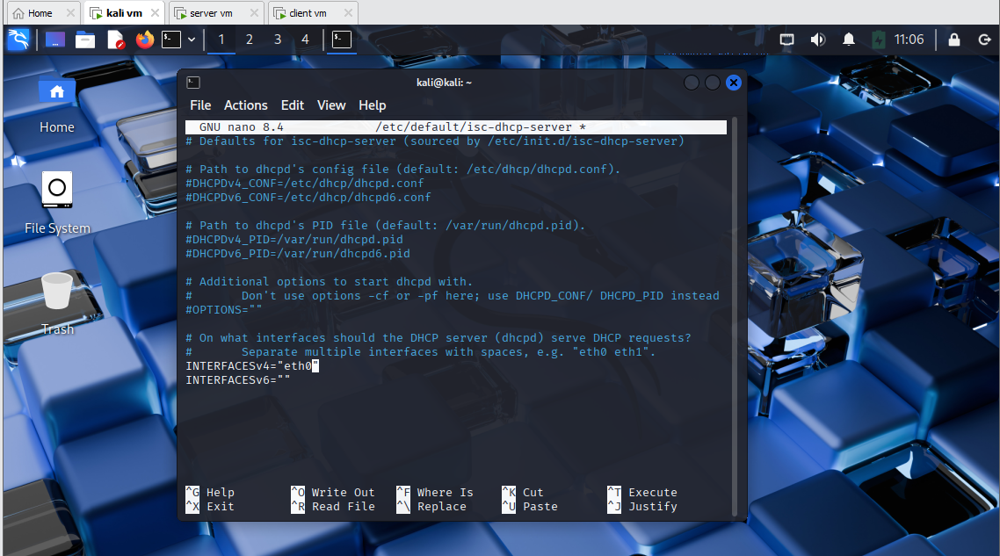 Home
kali vm
server vm
client vm
1 2 3 4
11:06
Home
File System
Trash
kali@kali: ~
File Actions Edit View Help
GNU nano 8.4 /etc/default/isc-dhcp-server *
# Defaults for isc-dhcp-server (sourced by /etc/init.d/isc-dhcp-server)
# Path to dhcpd's config file (default: /etc/dhcp/dhcpd.conf).
#DHCPDv4_CONF=/etc/dhcp/dhcpd.conf
#DHCPDv6_CONF=/etc/dhcp/dhcpd6.conf
# Path to dhcpd's PID file (default: /var/run/dhcpd.pid).
#DHCPDv4_PID=/var/run/dhcpd.pid
#DHCPDv6_PID=/var/run/dhcpd6.pid
# Additional options to start dhcpd with.
#       Don't use options -cf or -pf here; use DHCPD_CONF/ DHCPD_PID instead
#OPTIONS=""
# On what interfaces should the DHCP server (dhcpd) serve DHCP requests?
#       Separate multiple interfaces with spaces, e.g. "eth0 eth1".
INTERFACESv4="eth0"
INTERFACESv6=""
^G Help ^O Write Out ^F Where Is ^K Cut ^T Execute
^X Exit ^R Read File ^\ Replace ^U Paste ^J Justify